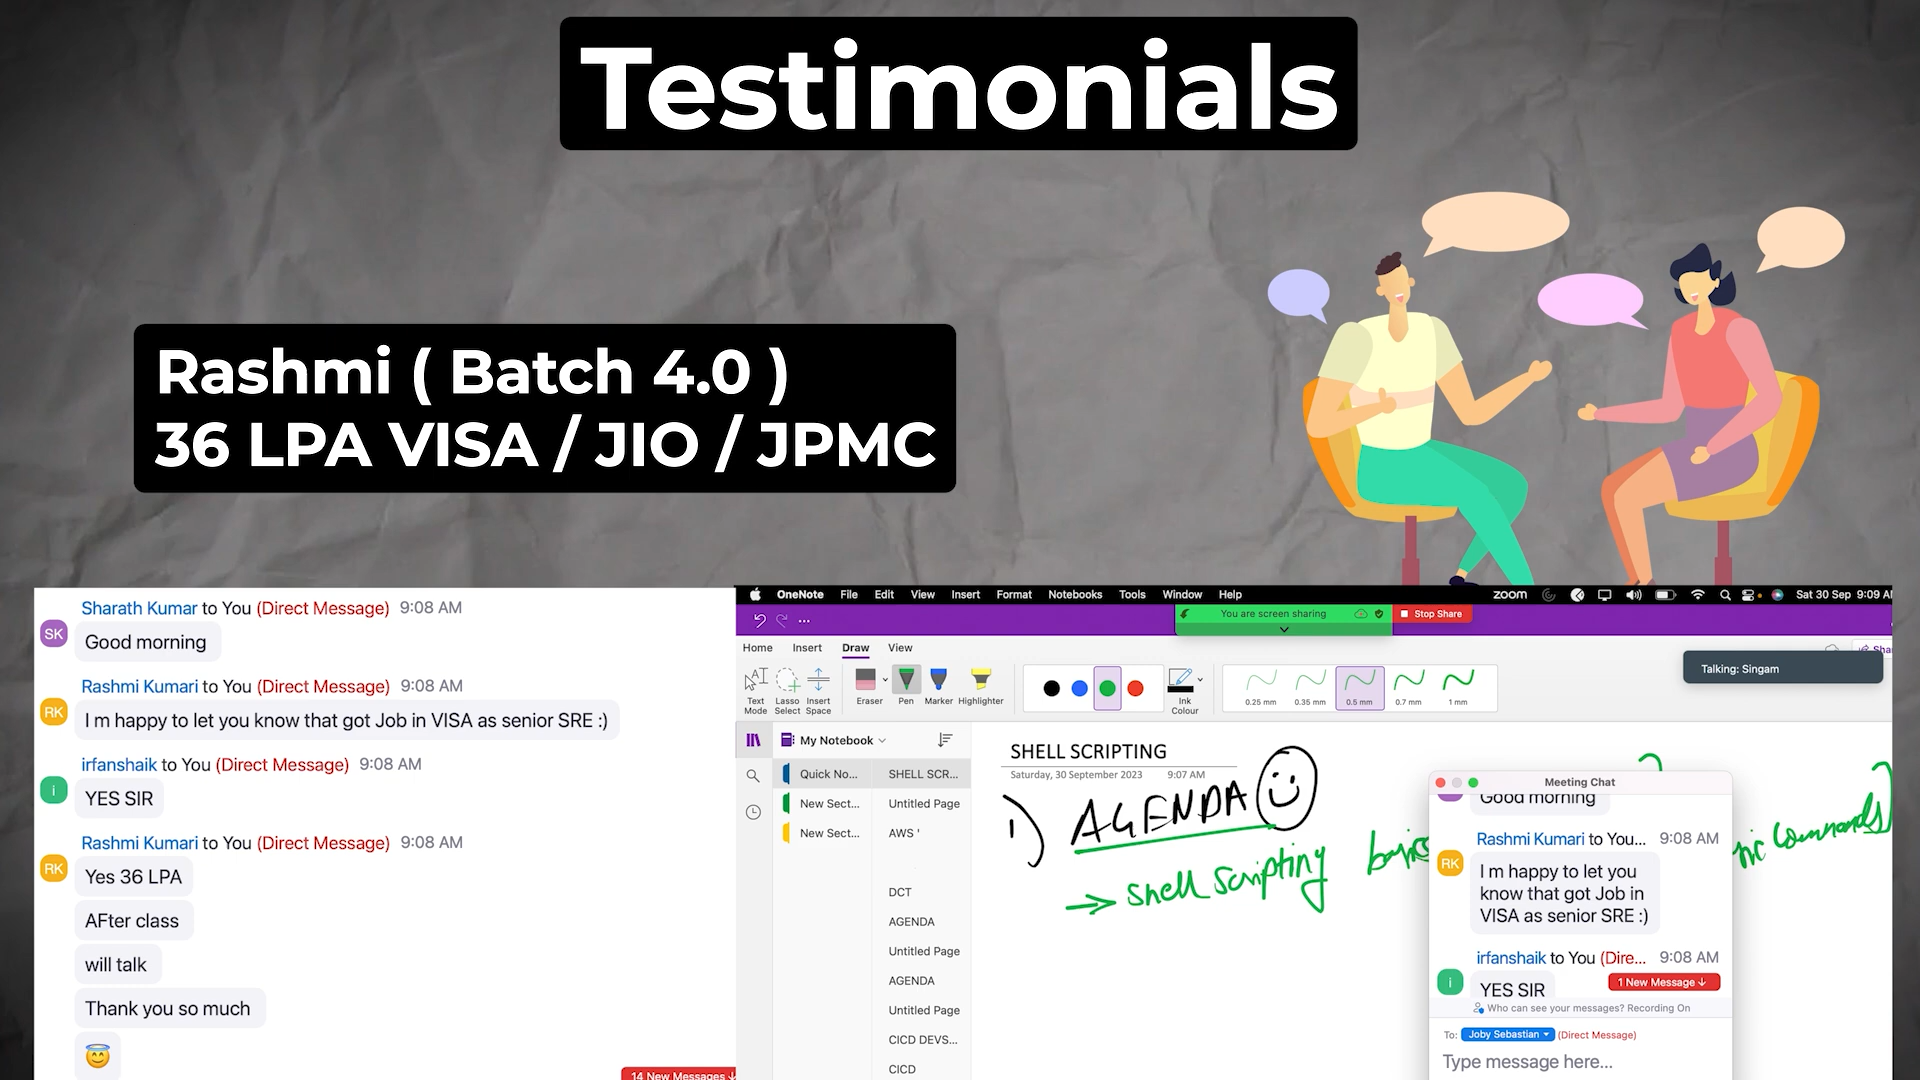 Testimonials
Rashmi ( Batch 4.0 )
36 LPA VISA / JIO / JPMC
Sharath Kumar to You (Direct Message) 9:08 AM
SK
Good morning
Rashmi Kumari to You (Direct Message) 9:08 AM
RK
I m happy to let you know that got Job in VISA as senior SRE :)
irfanshaik to You (Direct Message) 9:08 AM
i
YES SIR
Rashmi Kumari to You (Direct Message) 9:08 AM
RK
Yes 36 LPA
AFter class
will talk
Thank you so much
14 New Messages
OneNote File Edit View Insert Format Notebooks Tools Window Help
zoom
Sat 30 Sep 9:09
You are screen sharing
Stop Share
Home Insert Draw View
Talking: Singam
Text Mode
Lasso Select
Insert Space
Eraser
Pen
Marker
Highlighter
Ink Colour
0.25 mm
0.35 mm
0.5 mm
0.7 mm
1 mm
My Notebook
Quick No...
New Sect...
New Sect...
SHELL SCR...
Untitled Page
AWS '
DCT
AGENDA
Untitled Page
AGENDA
Untitled Page
CICD DEVS...
CICD
SHELL SCRIPTING
Saturday, 30 September 2023 9:07 AM
1) AGENDA
→ Shell Scripting
commands
Meeting Chat
Good morning
Rashmi Kumari to You... 9:08 AM
RK
I m happy to let you
know that got Job in
VISA as senior SRE :)
irfanshaik to You (Dire... 9:08 AM
i
YES SIR
1 New Message
Who can see your messages? Recording On
To: Joby Sebastian (Direct Message)
Type message here...